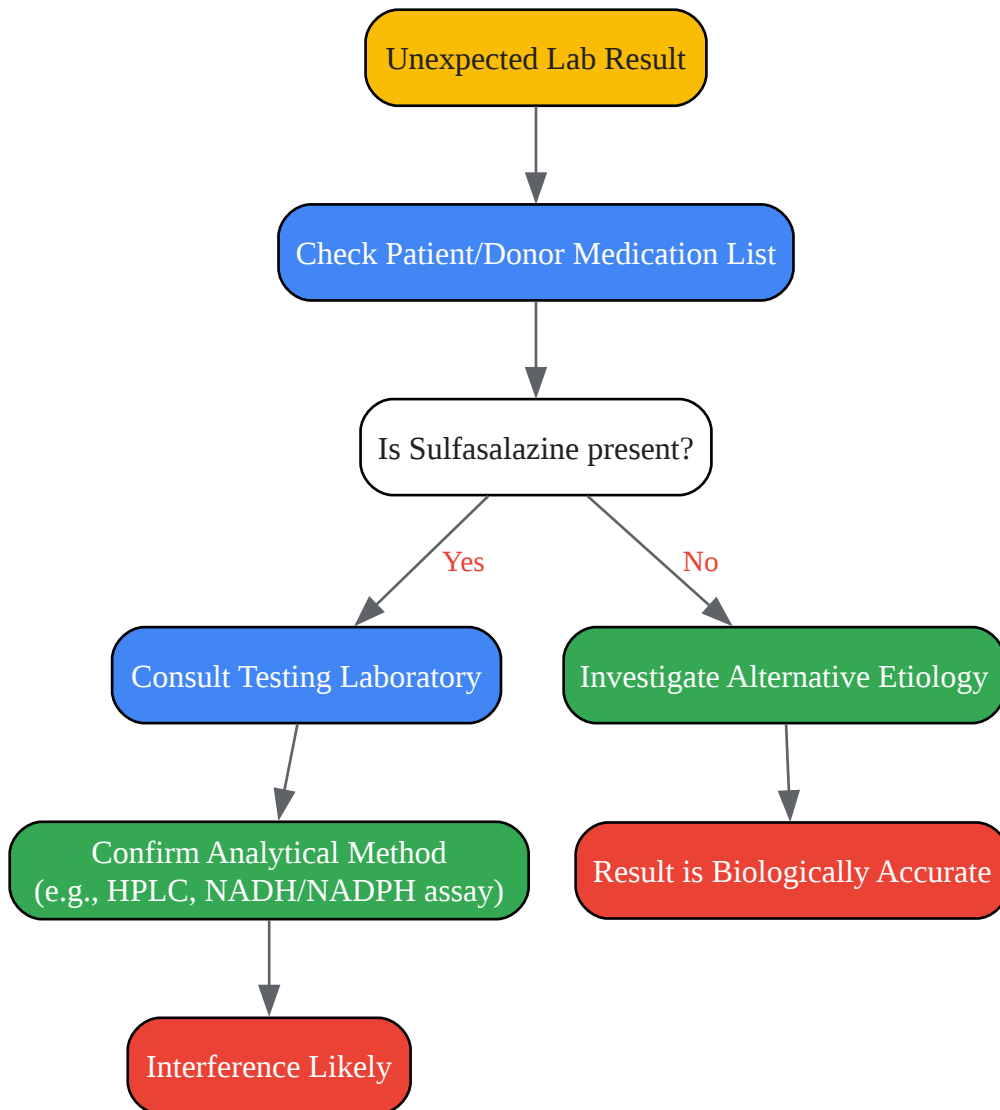 Unexpected Lab Result
Check Patient/Donor Medication List
Is Sulfasalazine present?
Yes
No
Consult Testing Laboratory
Investigate Alternative Etiology
Confirm Analytical Method
(e.g., HPLC, NADH/NADPH assay)
Result is Biologically Accurate
Interference Likely